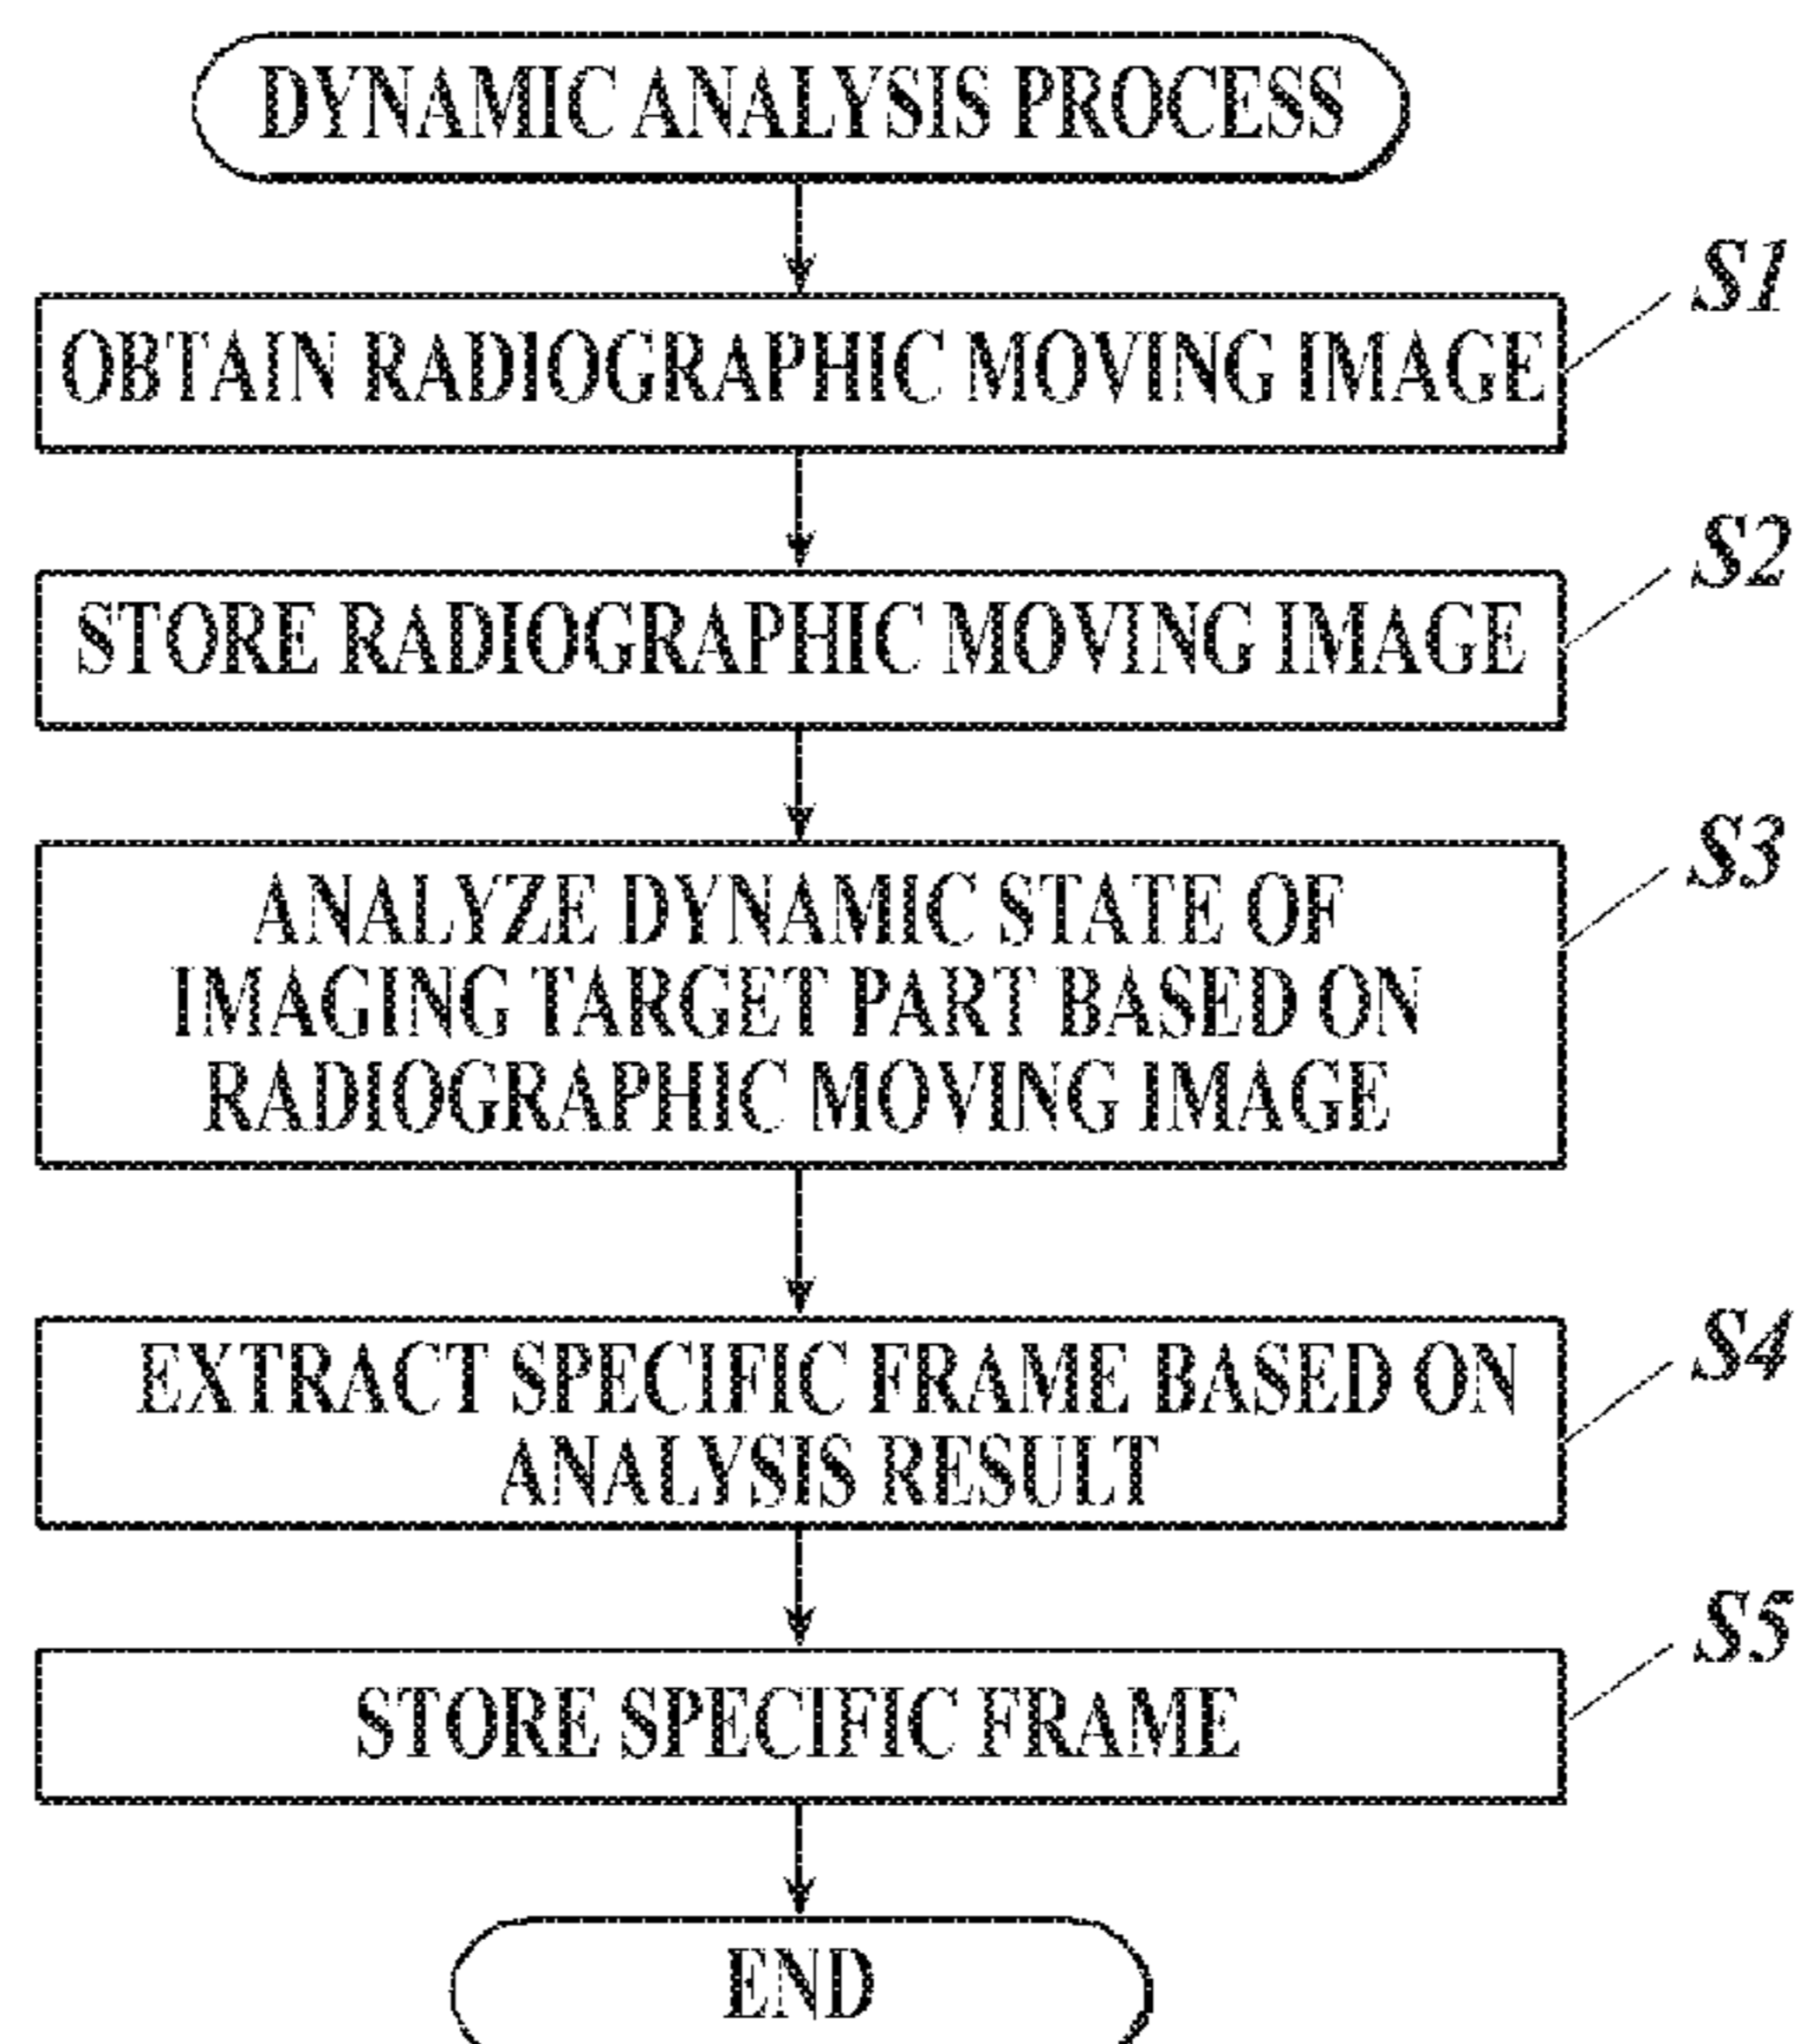 DYNAMIC ANALYSIS PROCESS
S1
OBTAIN RADIOGRAPHIC MOVING IMAGE
S2
STORE RADIOGRAPHIC MOVING IMAGE
S3
ANALYZE DYNAMIC STATE OF
IMAGING TARGET PART BASED ON
RADIOGRAPHIC MOVING IMAGE
S4
EXTRACT SPECIFIC FRAME BASED ON
ANALYSIS RESULT
S5
STORE SPECIFIC FRAME
END